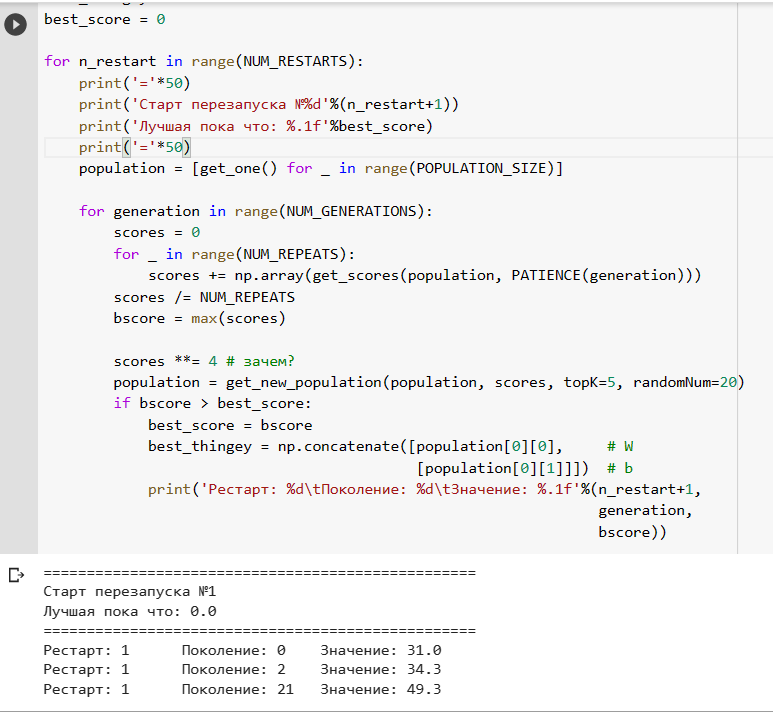 best_score = 0
for n_restart in range(NUM_RESTARTS):
print('='*50)
print('Старт перезапуска №%d'%(n_restart+1))
print('Лучшая пока что: %.1f'%best_score)
print('='*50)
population = [get_one() for _ in range(POPULATION_SIZE)]
for generation in range(NUM_GENERATIONS):
scores = 0
for _ in range(NUM_REPEATS):
scores += np.array(get_scores(population, PATIENCE(generation)))
scores /= NUM_REPEATS
bscore = max(scores)
scores **= 4 # зачем?
population = get_new_population(population, scores, topK=5, randomNum=20)
if bscore > best_score:
best_score = bscore
best_thingey = np.concatenate([population[0][0], # W
[population[0][1]]]) # b
print('Рестарт: %d\tПоколение: %d\tЗначение: %.1f'%(n_restart+1,
generation,
bscore))
==================================================
Старт перезапуска №1
Лучшая пока что: 0.0
==================================================
Рестарт: 1 Поколение: 0 Значение: 31.0
Рестарт: 1 Поколение: 2 Значение: 34.3
Рестарт: 1 Поколение: 21 Значение: 49.3